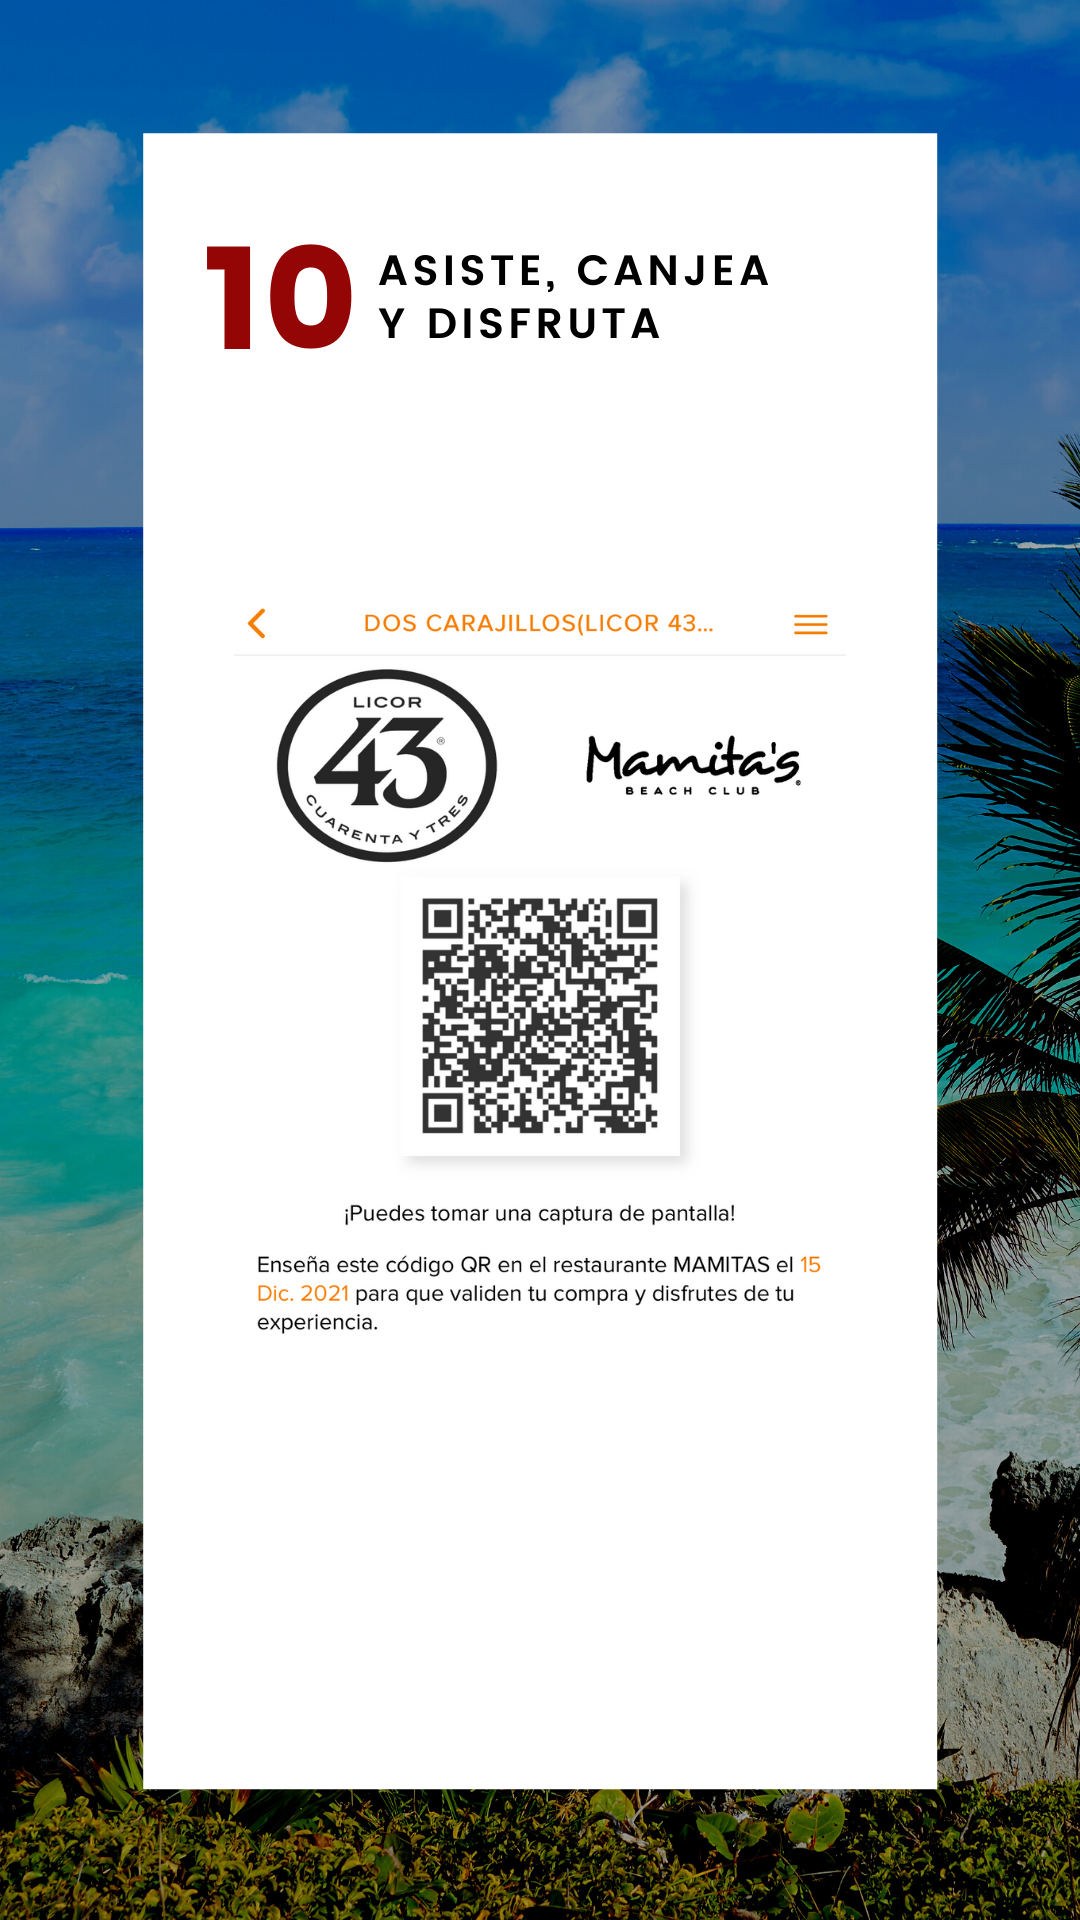 10 ASISTE, CANJEA
Y DISFRUTA
DOS CARAJILLOS(LICOR 43...
LICOR
43®
CUARENTA Y TRES
Mamita's®
BEACH CLUB
¡Puedes tomar una captura de pantalla!
Enseña este código QR en el restaurante MAMITAS el 15
Dic. 2021 para que validen tu compra y disfrutes de tu
experiencia.